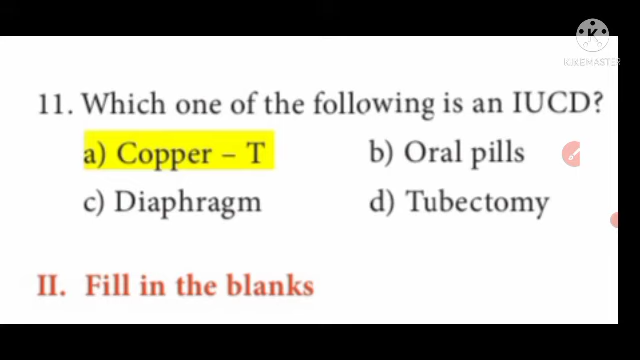 K
KINEMASTER
11. Which one of the following is an IUCD?
a) Copper – T b) Oral pills
c) Diaphragm d) Tubectomy
II. Fill in the blanks